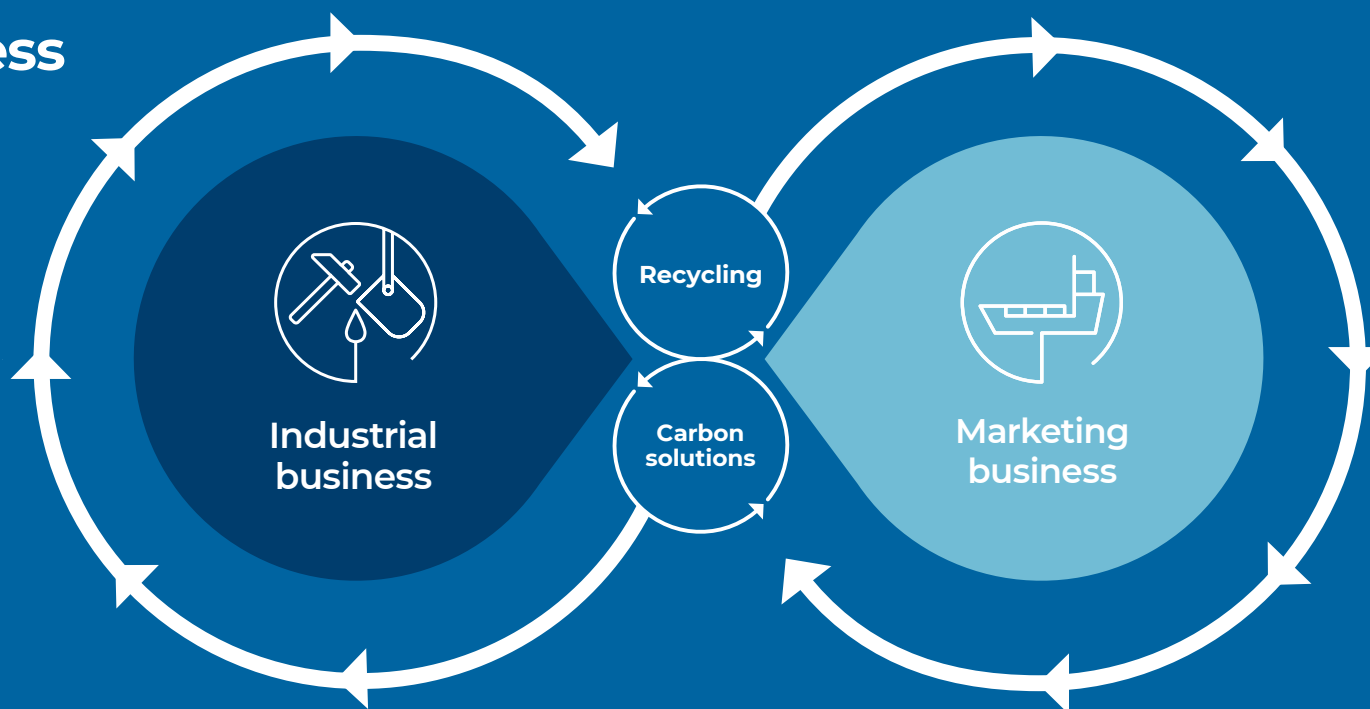 ess
Recycling
Carbon
solutions
Industrial
business
Marketing
business